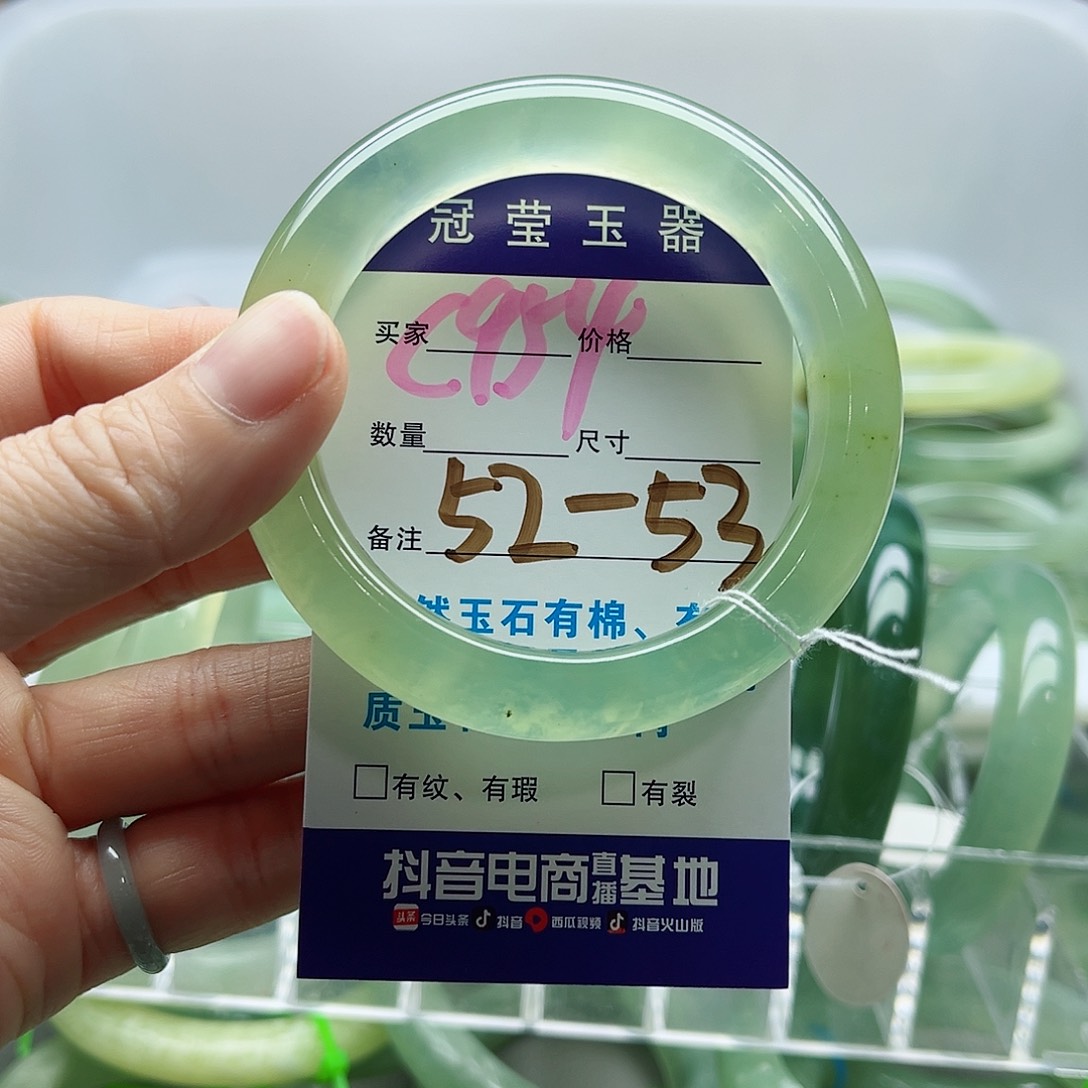 冠莹玉器
C954
买家 价格
数量 尺寸
52-53
备注
然玉石有棉、
质玉
□有纹、有瑕 □有裂
抖音电商直播基地
头条 今日头条 抖音 西瓜视频 抖音火山版